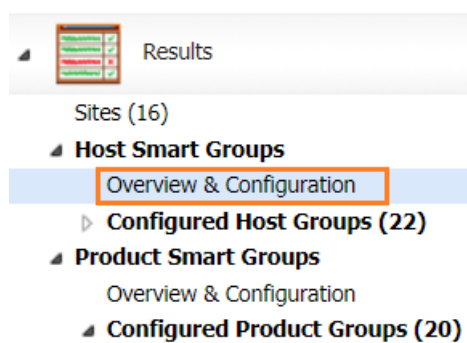 Results
Sites (16)
Host Smart Groups
Overview & Configuration
Configured Host Groups (22)
Product Smart Groups
Overview & Configuration
Configured Product Groups (20)